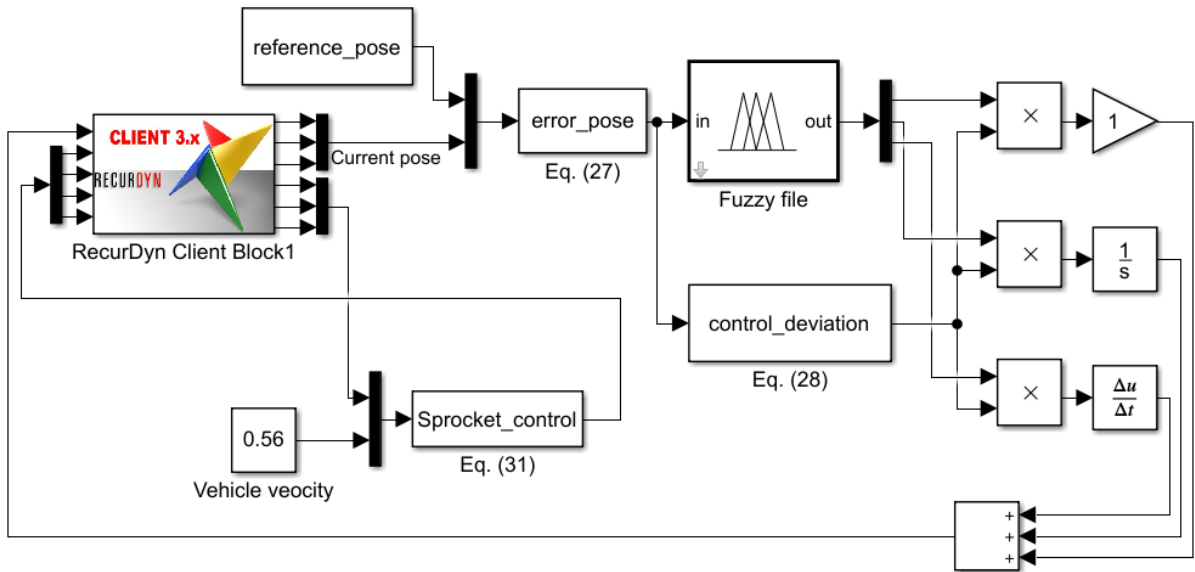 reference_pose
CLIENT 3.x
RECURDYN
RecurDyn Client Block1
Current pose
error_pose
Eq. (27)
in
out
Fuzzy file
×
1
×
1
s
control_deviation
Eq. (28)
×
Δu
Δt
0.56
Vehicle veocity
Sprocket_control
Eq. (31)
+
+
+